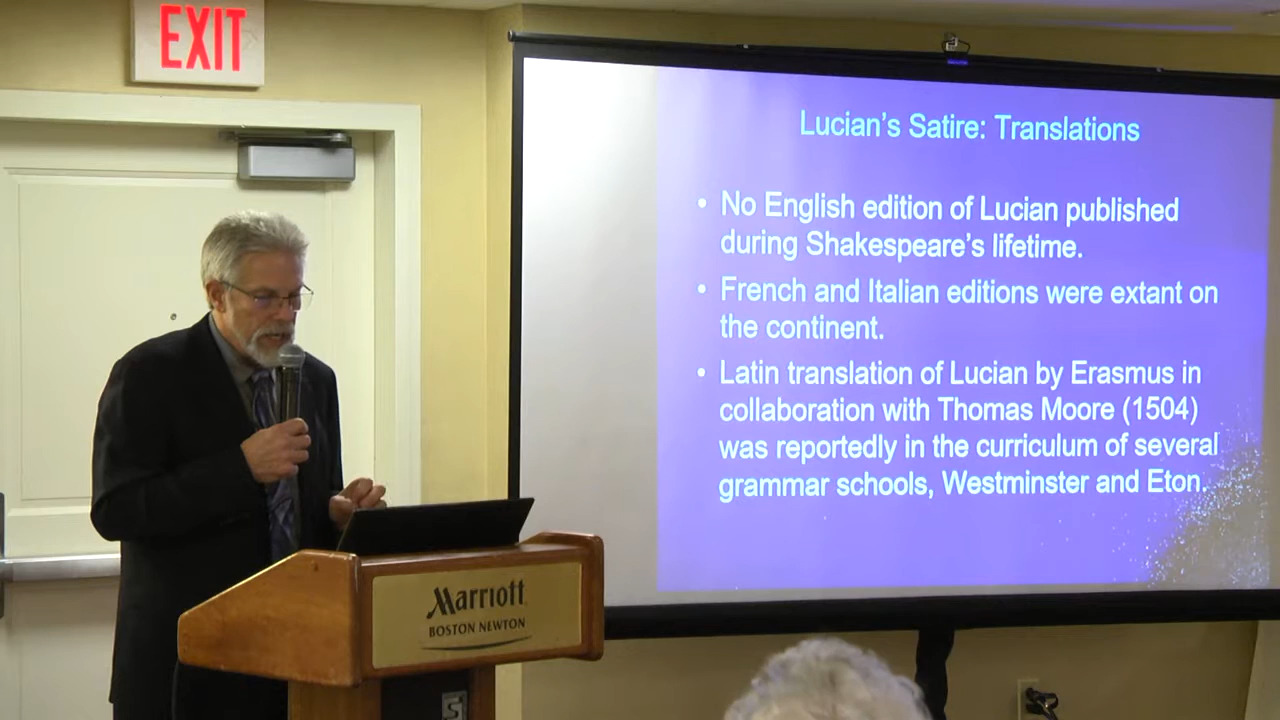 EXIT
Lucian's Satire: Translations
• No English edition of Lucian published
during Shakespeare's lifetime.
• French and Italian editions were extant on
the continent.
• Latin translation of Lucian by Erasmus in
collaboration with Thomas Moore (1504)
was reportedly in the curriculum of several
grammar schools, Westminster and Eton.
Marriott
BOSTON NEWTON